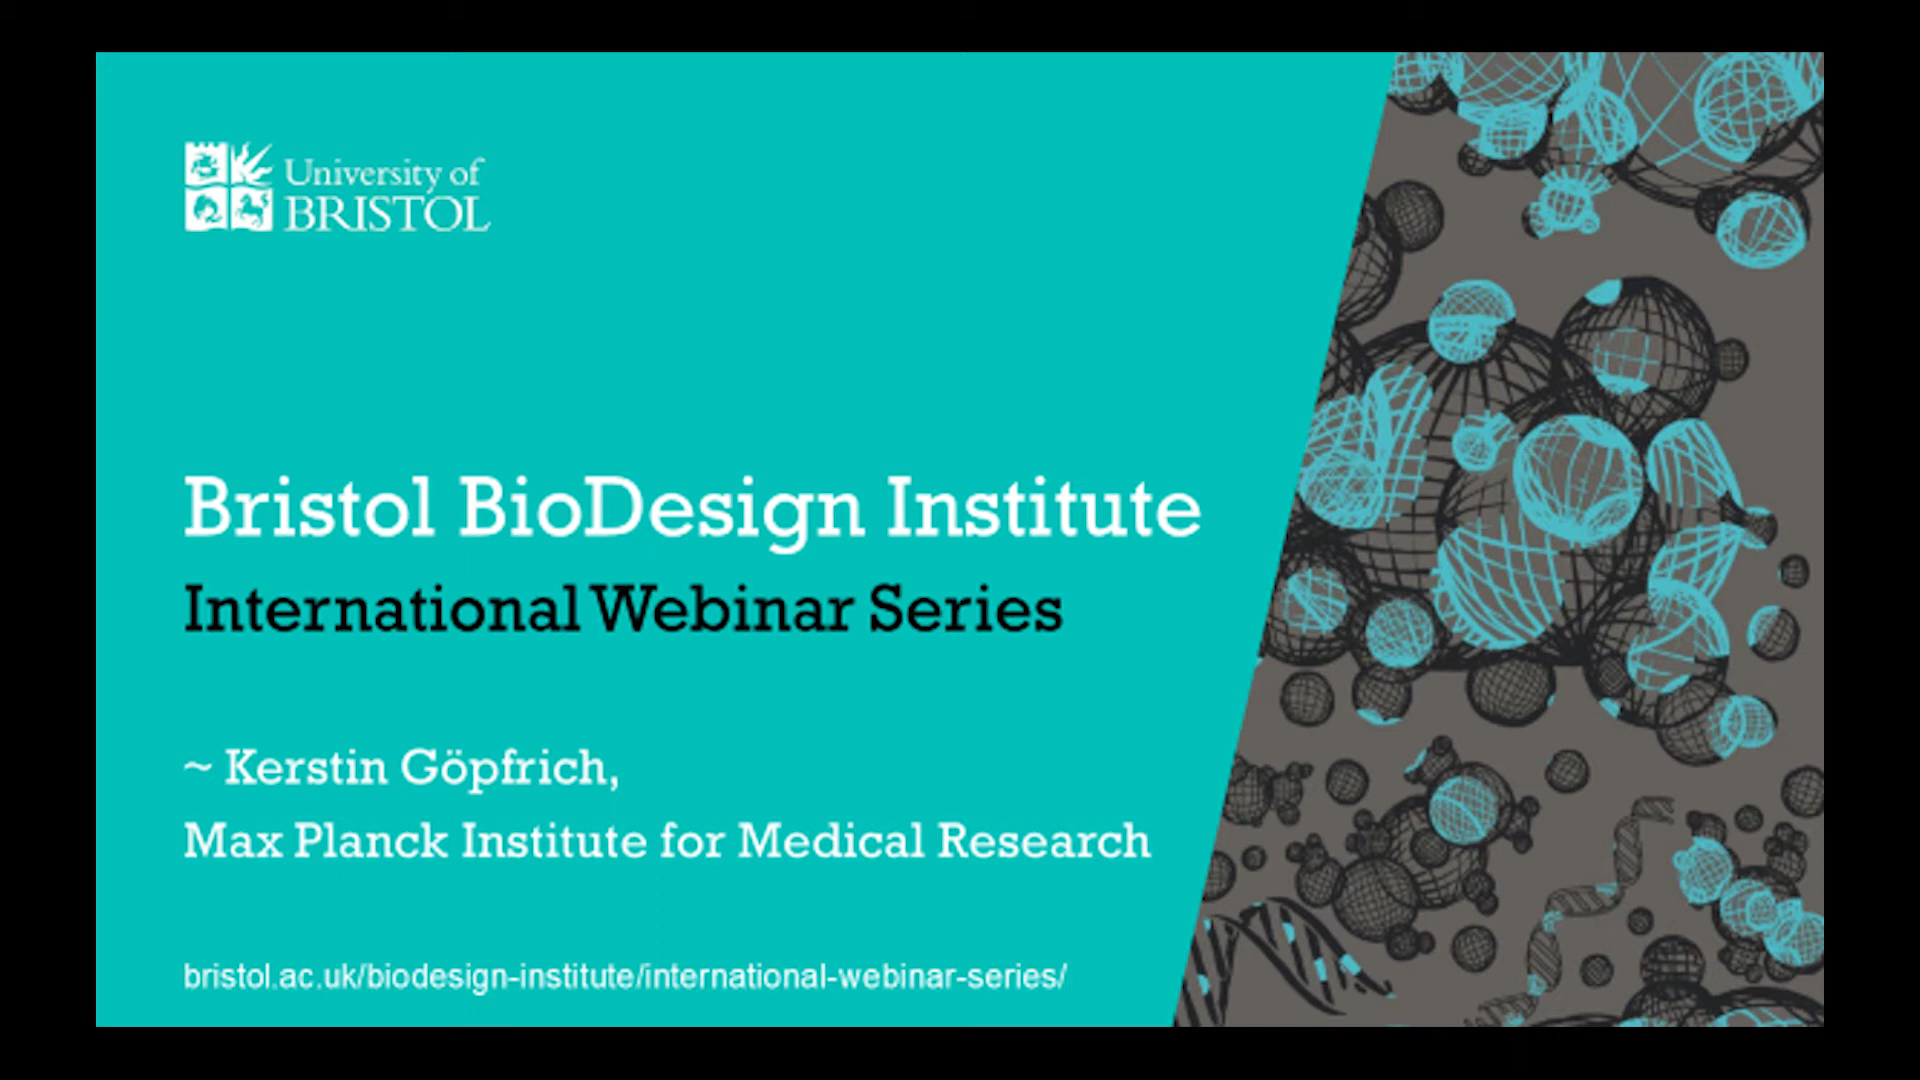 University of
BRISTOL
Bristol BioDesign Institute
International Webinar Series
~ Kerstin Göpfrich,
Max Planck Institute for Medical Research
bristol.ac.uk/biodesign-institute/international-webinar-series/